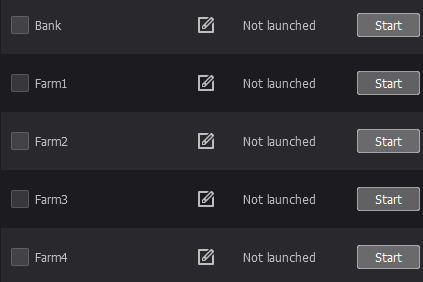 Bank Not launched Start
Farm1 Not launched Start
Farm2 Not launched Start
Farm3 Not launched Start
Farm4 Not launched Start